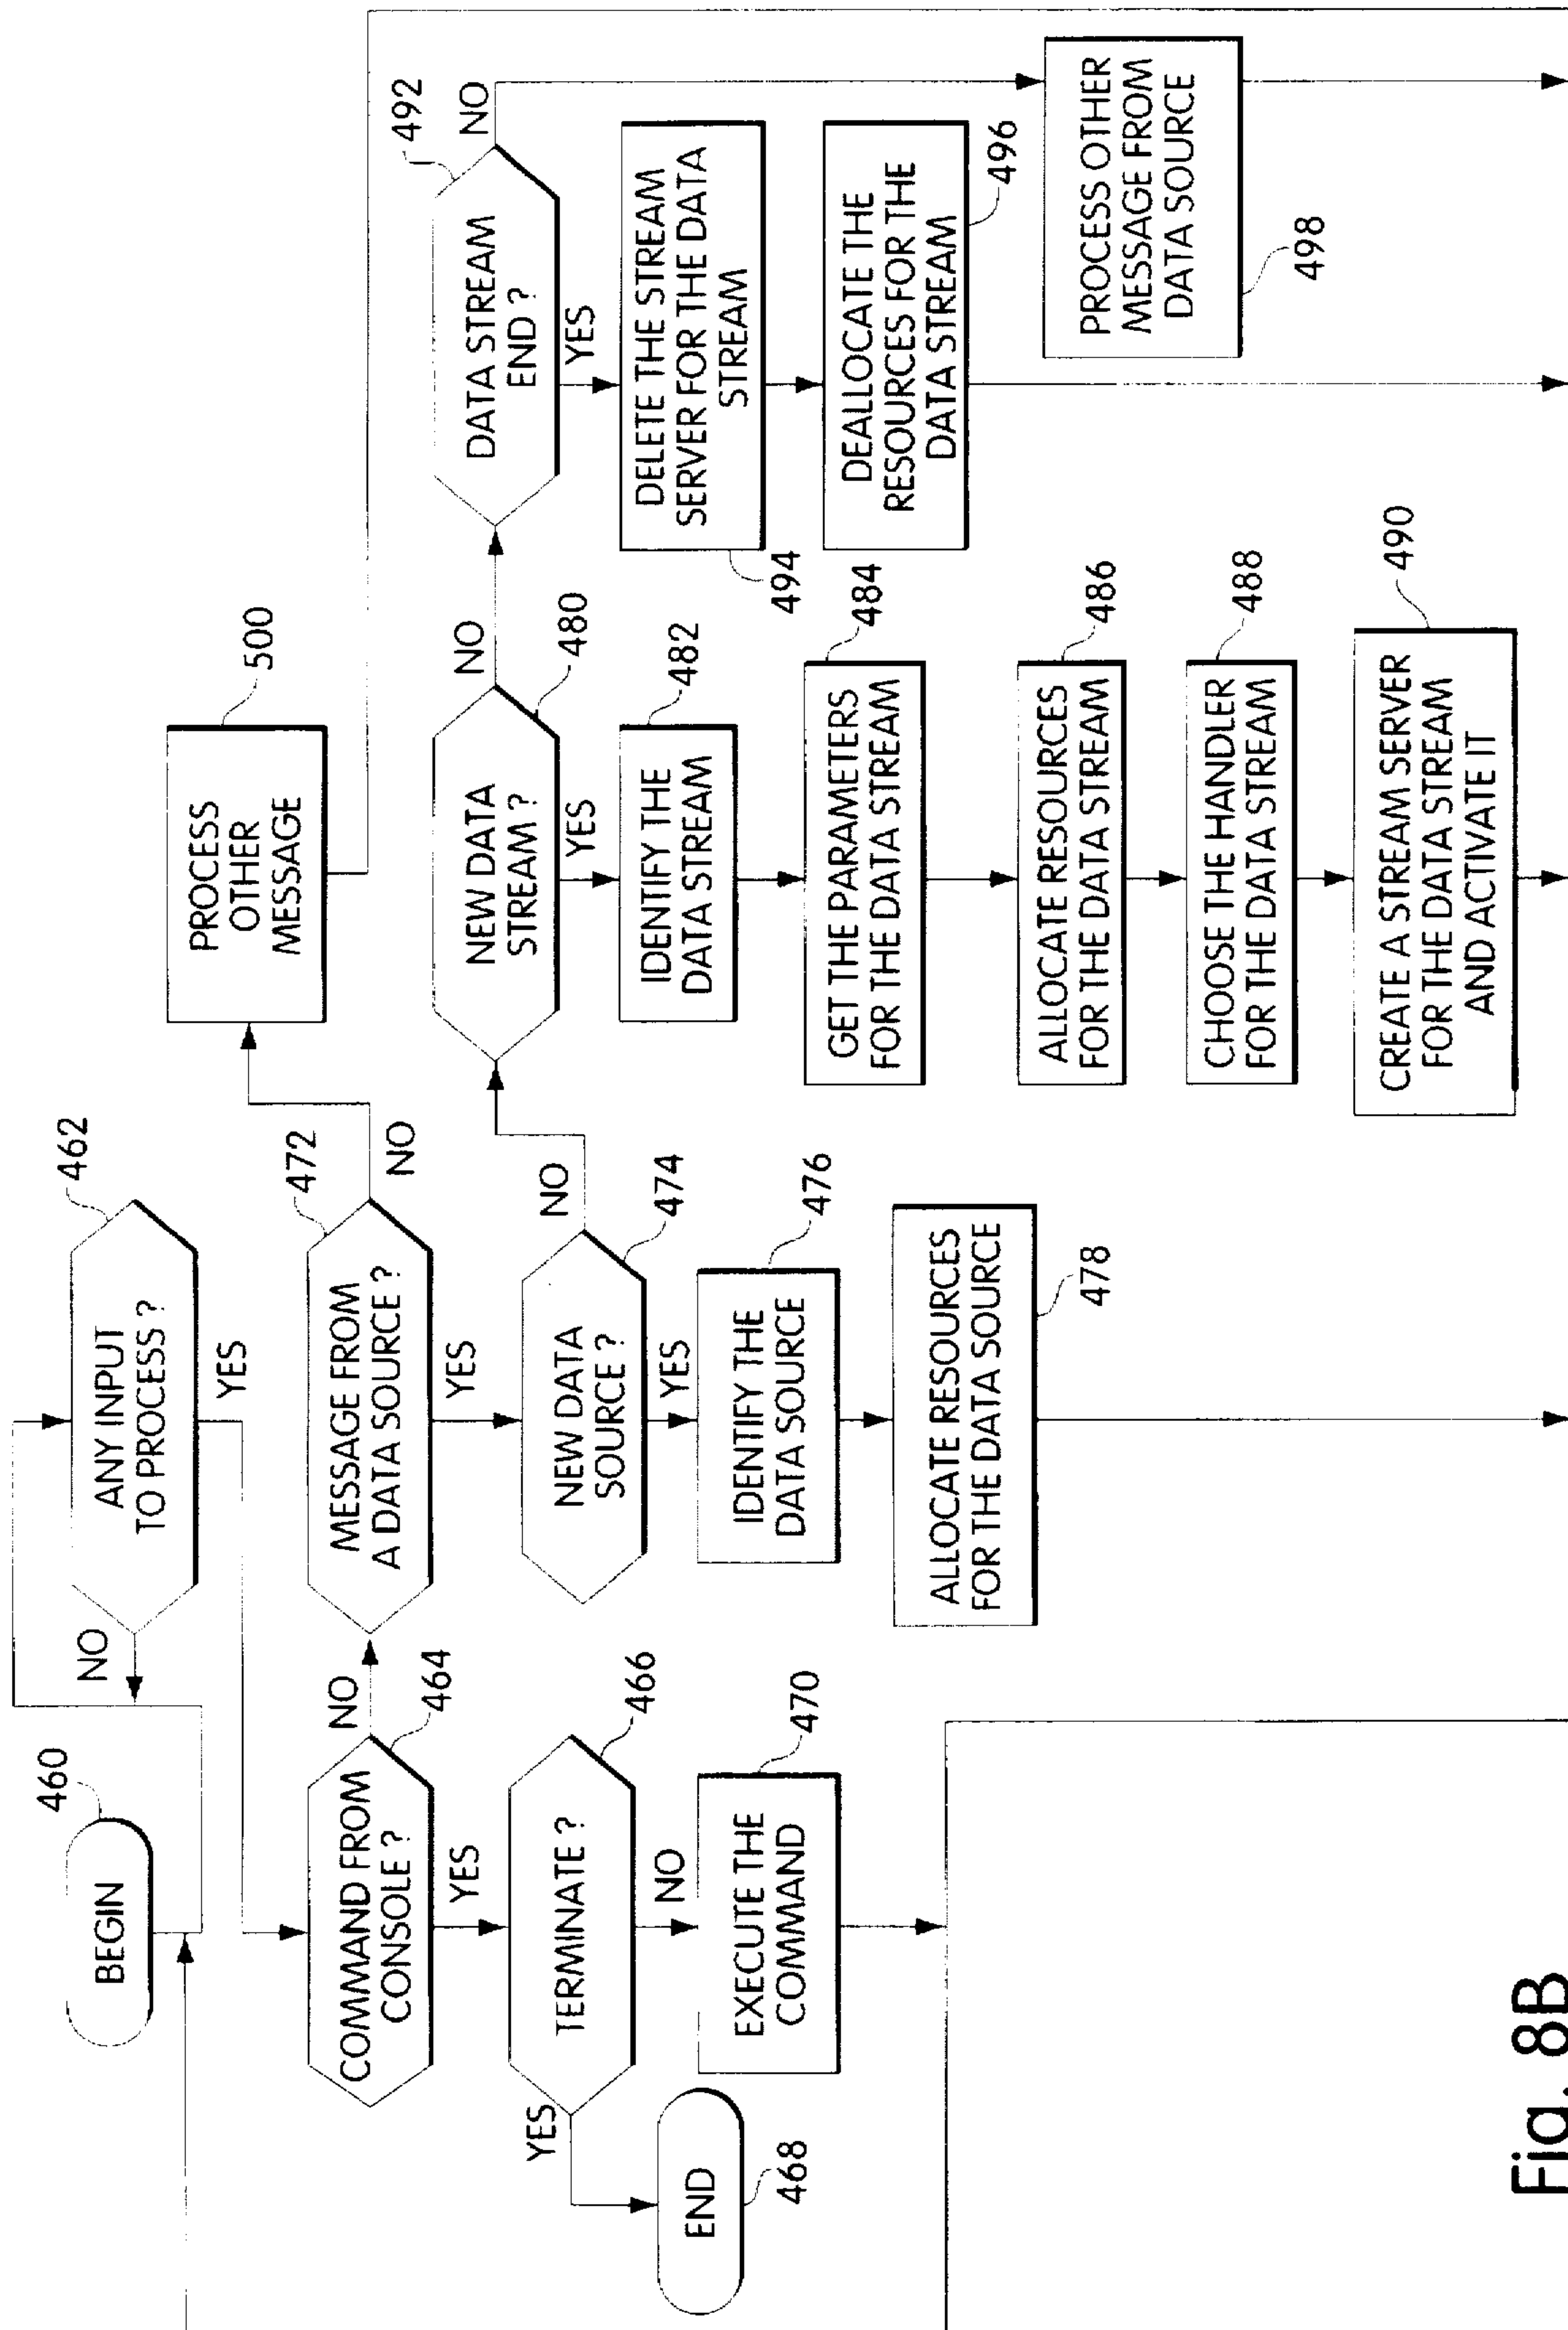 460
BEGIN
462
ANY INPUT
TO PROCESS ?
NO
YES
COMMAND FROM
CONSOLE ?
464
NO
YES
MESSAGE FROM
A DATA SOURCE ?
472
NO
YES
PROCESS
OTHER
MESSAGE
500
TERMINATE ?
466
YES
NO
END
468
EXECUTE THE
COMMAND
470
NEW DATA
SOURCE ?
474
NO
YES
IDENTIFY THE
DATA SOURCE
476
ALLOCATE RESOURCES
FOR THE DATA SOURCE
478
NEW DATA
STREAM ?
480
NO
YES
IDENTIFY THE
DATA STREAM
482
GET THE PARAMETERS
FOR THE DATA STREAM
484
ALLOCATE RESOURCES
FOR THE DATA STREAM
486
CHOOSE THE HANDLER
FOR THE DATA STREAM
488
CREATE A STREAM SERVER
FOR THE DATA STREAM
AND ACTIVATE IT
490
DATA STREAM
END ?
492
NO
YES
DELETE THE STREAM
SERVER FOR THE DATA
STREAM
494
DEALLOCATE THE
RESOURCES FOR THE
DATA STREAM
496
PROCESS OTHER
MESSAGE FROM
DATA SOURCE
498
Fig. 8B